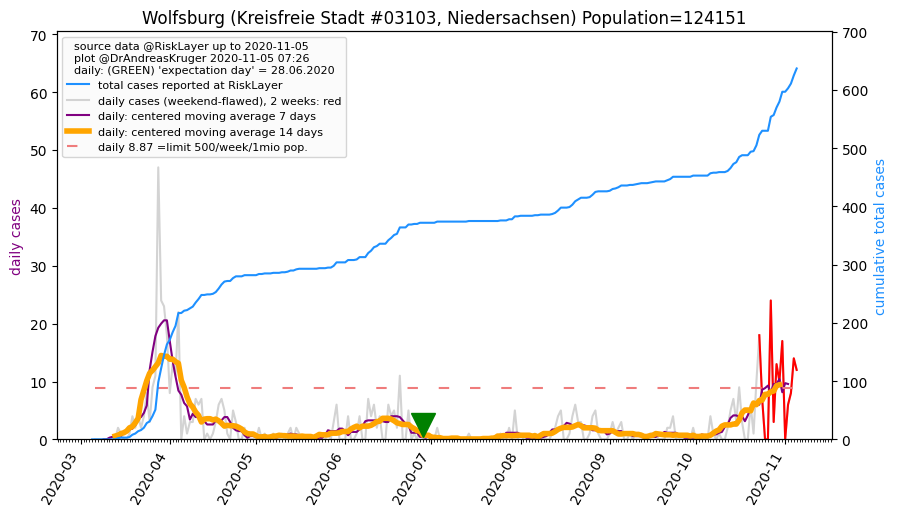 Wolfsburg (Kreisfreie Stadt #03103, Niedersachsen) Population=124151
source data @RiskLayer up to 2020-11-05
plot @DrAndreasKruger 2020-11-05 07:26
daily: (GREEN) 'expectation day' = 28.06.2020
total cases reported at RiskLayer
daily cases (weekend-flawed), 2 weeks: red
daily: centered moving average 7 days
daily: centered moving average 14 days
daily 8.87 =limit 500/week/1mio pop.
daily cases
70
60
50
40
30
20
10
0
cumulative total cases
700
600
500
400
300
200
100
0
2020-03
2020-04
2020-05
2020-06
2020-07
2020-08
2020-09
2020-10
2020-11